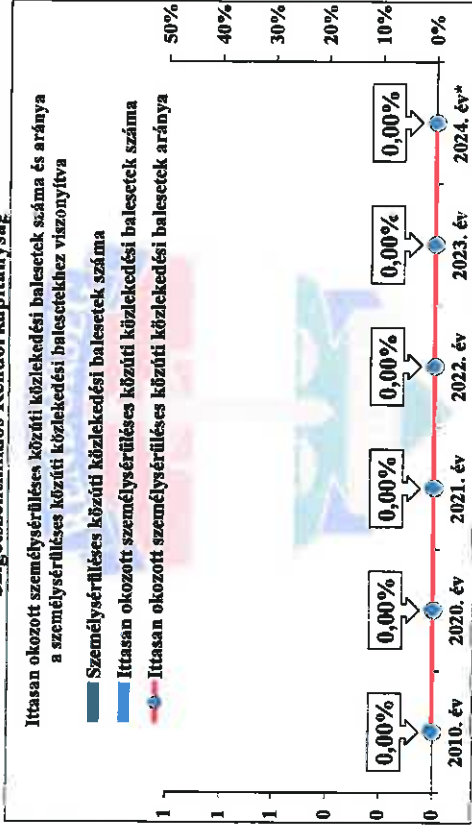 Ittasan okozott személysérüléses közúti közlekedési balesetek száma és aránya
a személysérüléses közúti közlekedési balesetekhez viszonyítva
Személysérüléses közúti közlekedési balesetek száma
Ittasan okozott személysérüléses közúti közlekedési balesetek száma
Ittasan okozott személysérüléses közúti közlekedési balesetek aránya
1
1
0
0
0
50%
40%
30%
20%
10%
0%
0,00%
0,00%
0,00%
0,00%
0,00%
0,00%
2010. év
2020. év
2021. év
2022. év
2023. év
2024. év*